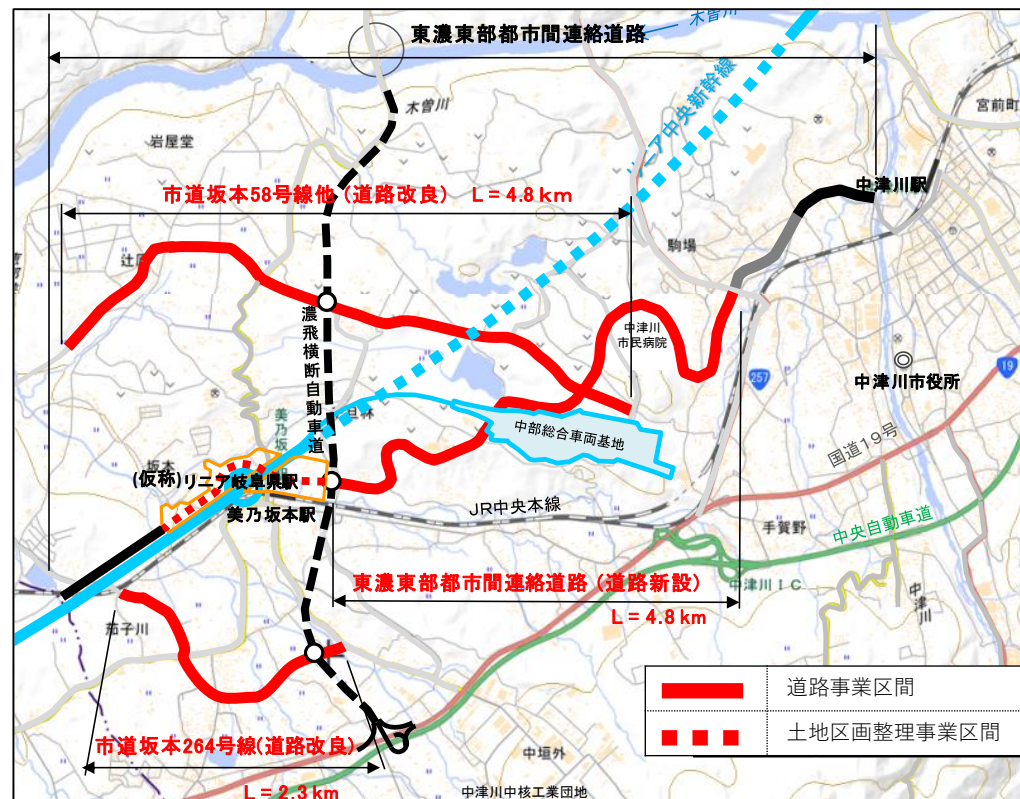 東濃東部都市間連絡道路
木曽川
木曽川
リニア中央新幹線
宮前町
岩屋堂
中津川駅
市道坂本58号線他（道路改良） L＝4.8km
駒場
濃飛横断自動車道
中津川
市民病院
257
19
中津川市役所
中部総合車両基地
国道19号
坂本
(仮称)リニア岐阜県駅
美乃坂本駅
JR中央本線
手賀野
中央自動車道
東濃東部都市間連絡道路（道路新設）
中津川IC
L＝4.8km
中津川
茄子川
道路事業区間
土地区画整理事業区間
市道坂本264号線(道路改良)
中垣外
L＝2.3km
中津川中核工業団地